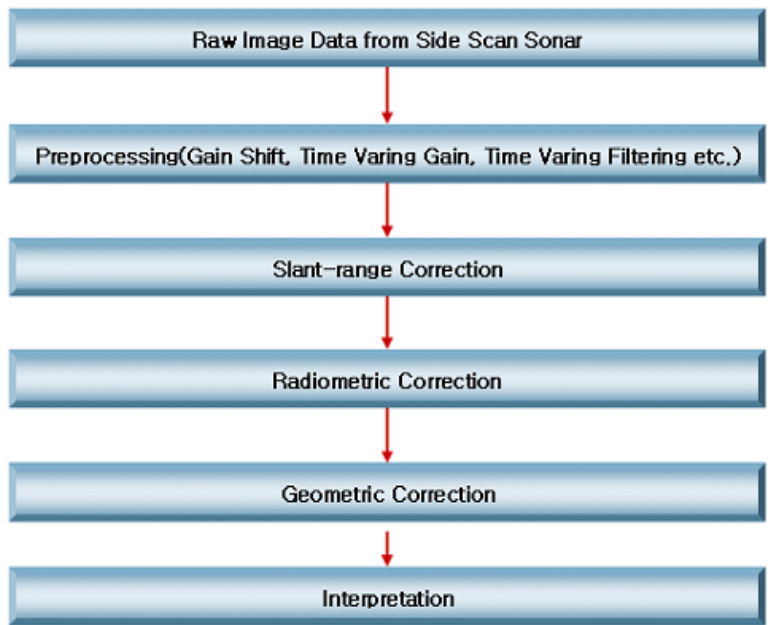 Raw Image Data from Side Scan Sonar
Preprocessing(Gain Shift, Time Varing Gain, Time Varing Filtering etc.)
Slant-range Correction
Radiometric Correction
Geometric Correction
Interpretation